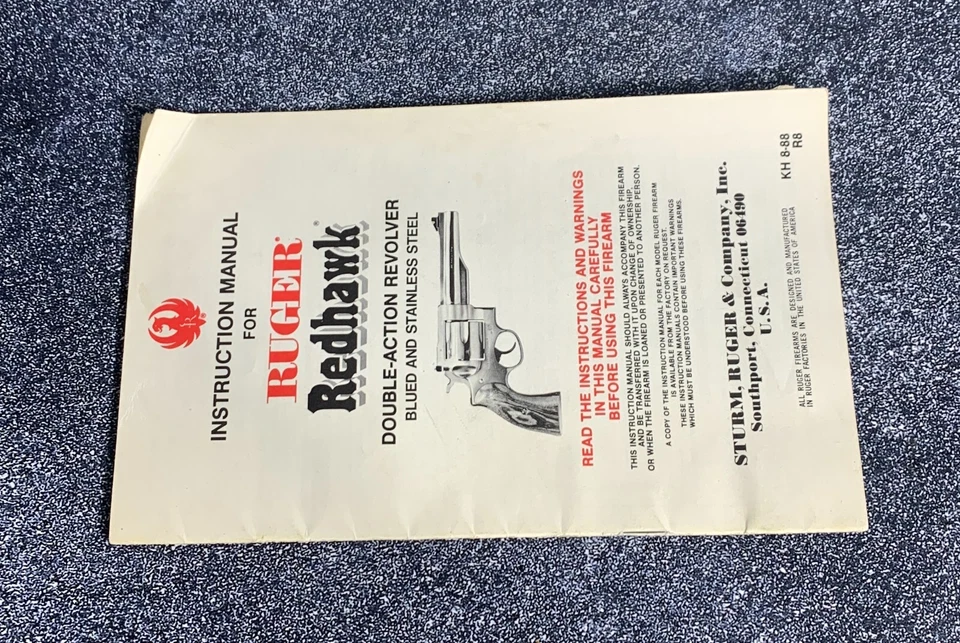 INSTRUCTION MANUAL
FOR
RUGER®
Redhawk®
DOUBLE-ACTION REVOLVER
BLUED AND STAINLESS STEEL
READ THE INSTRUCTIONS AND WARNINGS
IN THIS MANUAL CAREFULLY
BEFORE USING THIS FIREARM
THIS INSTRUCTION MANUAL SHOULD ALWAYS ACCOMPANY THIS FIREARM
AND BE TRANSFERRED WITH IT UPON CHANGE OF OWNERSHIP,
OR WHEN THE FIREARM IS LOANED OR PRESENTED TO ANOTHER PERSON.
A COPY OF THE INSTRUCTION MANUAL FOR EACH MODEL RUGER FIREARM
IS AVAILABLE FROM THE FACTORY ON REQUEST.
THESE INSTRUCTION MANUALS CONTAIN IMPORTANT WARNINGS
WHICH MUST BE UNDERSTOOD BEFORE USING THESE FIREARMS.
STURM, RUGER & Company, Inc.
Southport, Connecticut 06490
U.S.A.
ALL RUGER FIREARMS ARE DESIGNED AND MANUFACTURED
IN RUGER FACTORIES IN THE UNITED STATES OF AMERICA
KH 8-88
R8